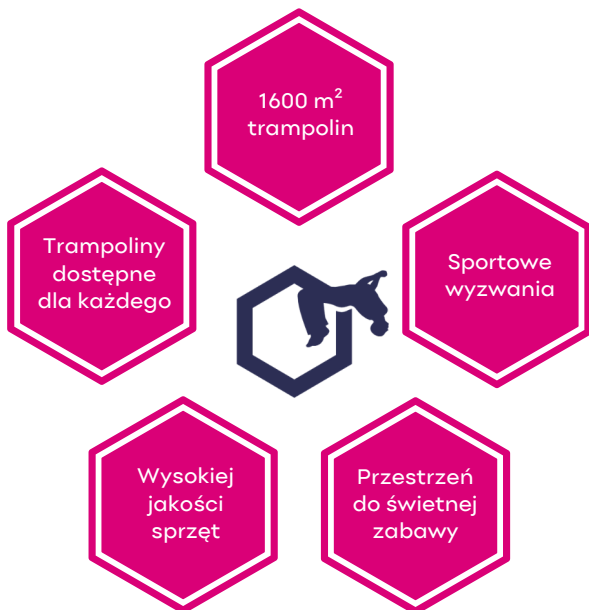 1600 m²
trampolin
Trampoliny
dostępne
dla każdego
Sportowe
wyzwania
Wysokiej
jakości
sprzęt
Przestrzeń
do świetnej
zabawy